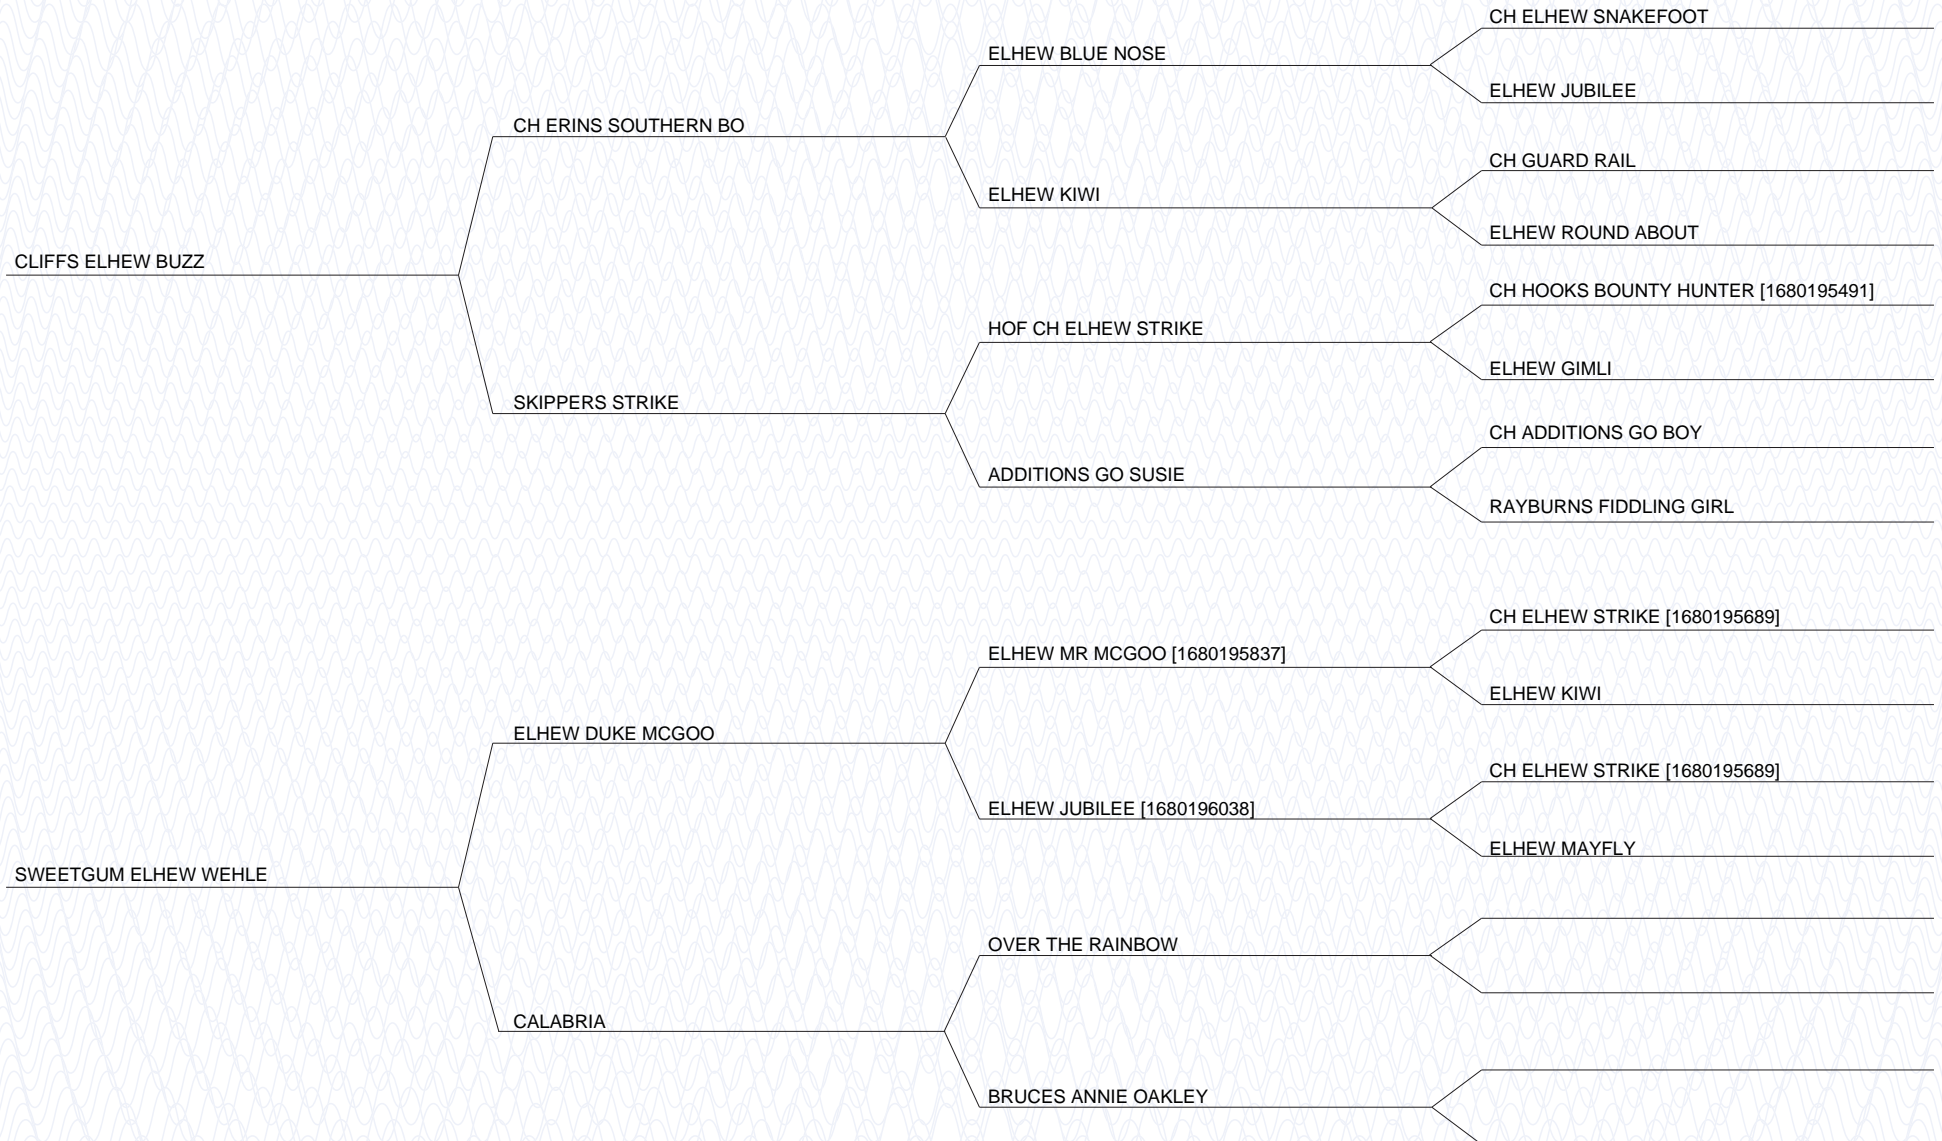 CH ELHEW SNAKEFOOT
ELHEW BLUE NOSE
ELHEW JUBILEE
CH ERINS SOUTHERN BO
CH GUARD RAIL
ELHEW KIWI
ELHEW ROUND ABOUT
CLIFFS ELHEW BUZZ
CH HOOKS BOUNTY HUNTER [1680195491]
HOF CH ELHEW STRIKE
ELHEW GIMLI
SKIPPERS STRIKE
CH ADDITIONS GO BOY
ADDITIONS GO SUSIE
RAYBURNS FIDDLING GIRL
CH ELHEW STRIKE [1680195689]
ELHEW MR MCGOO [1680195837]
ELHEW KIWI
ELHEW DUKE MCGOO
CH ELHEW STRIKE [1680195689]
ELHEW JUBILEE [1680196038]
ELHEW MAYFLY
SWEETGUM ELHEW WEHLE
OVER THE RAINBOW
CALABRIA
BRUCES ANNIE OAKLEY